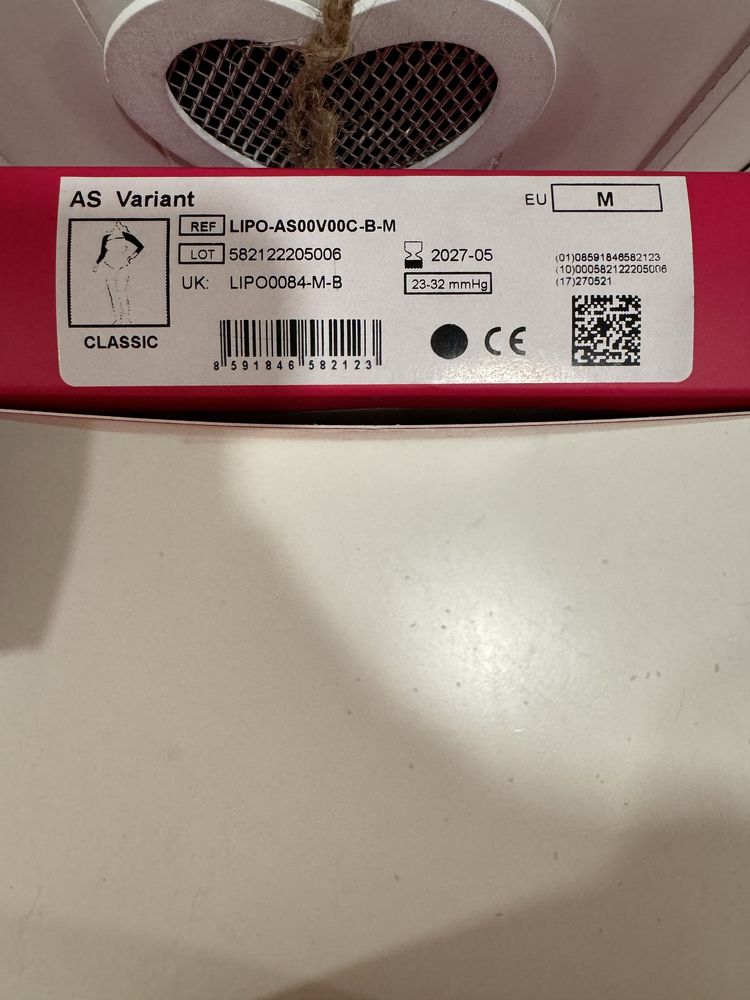 AS Variant
EU M
REF LIPO-AS00V00C-B-M
LOT 582122205006
2027-05
UK: LIPO0084-M-B
23-32 mmHg
(01)08591846582123
(10)000582122205006
(17)270521
CLASSIC
8 591846 582123
CE